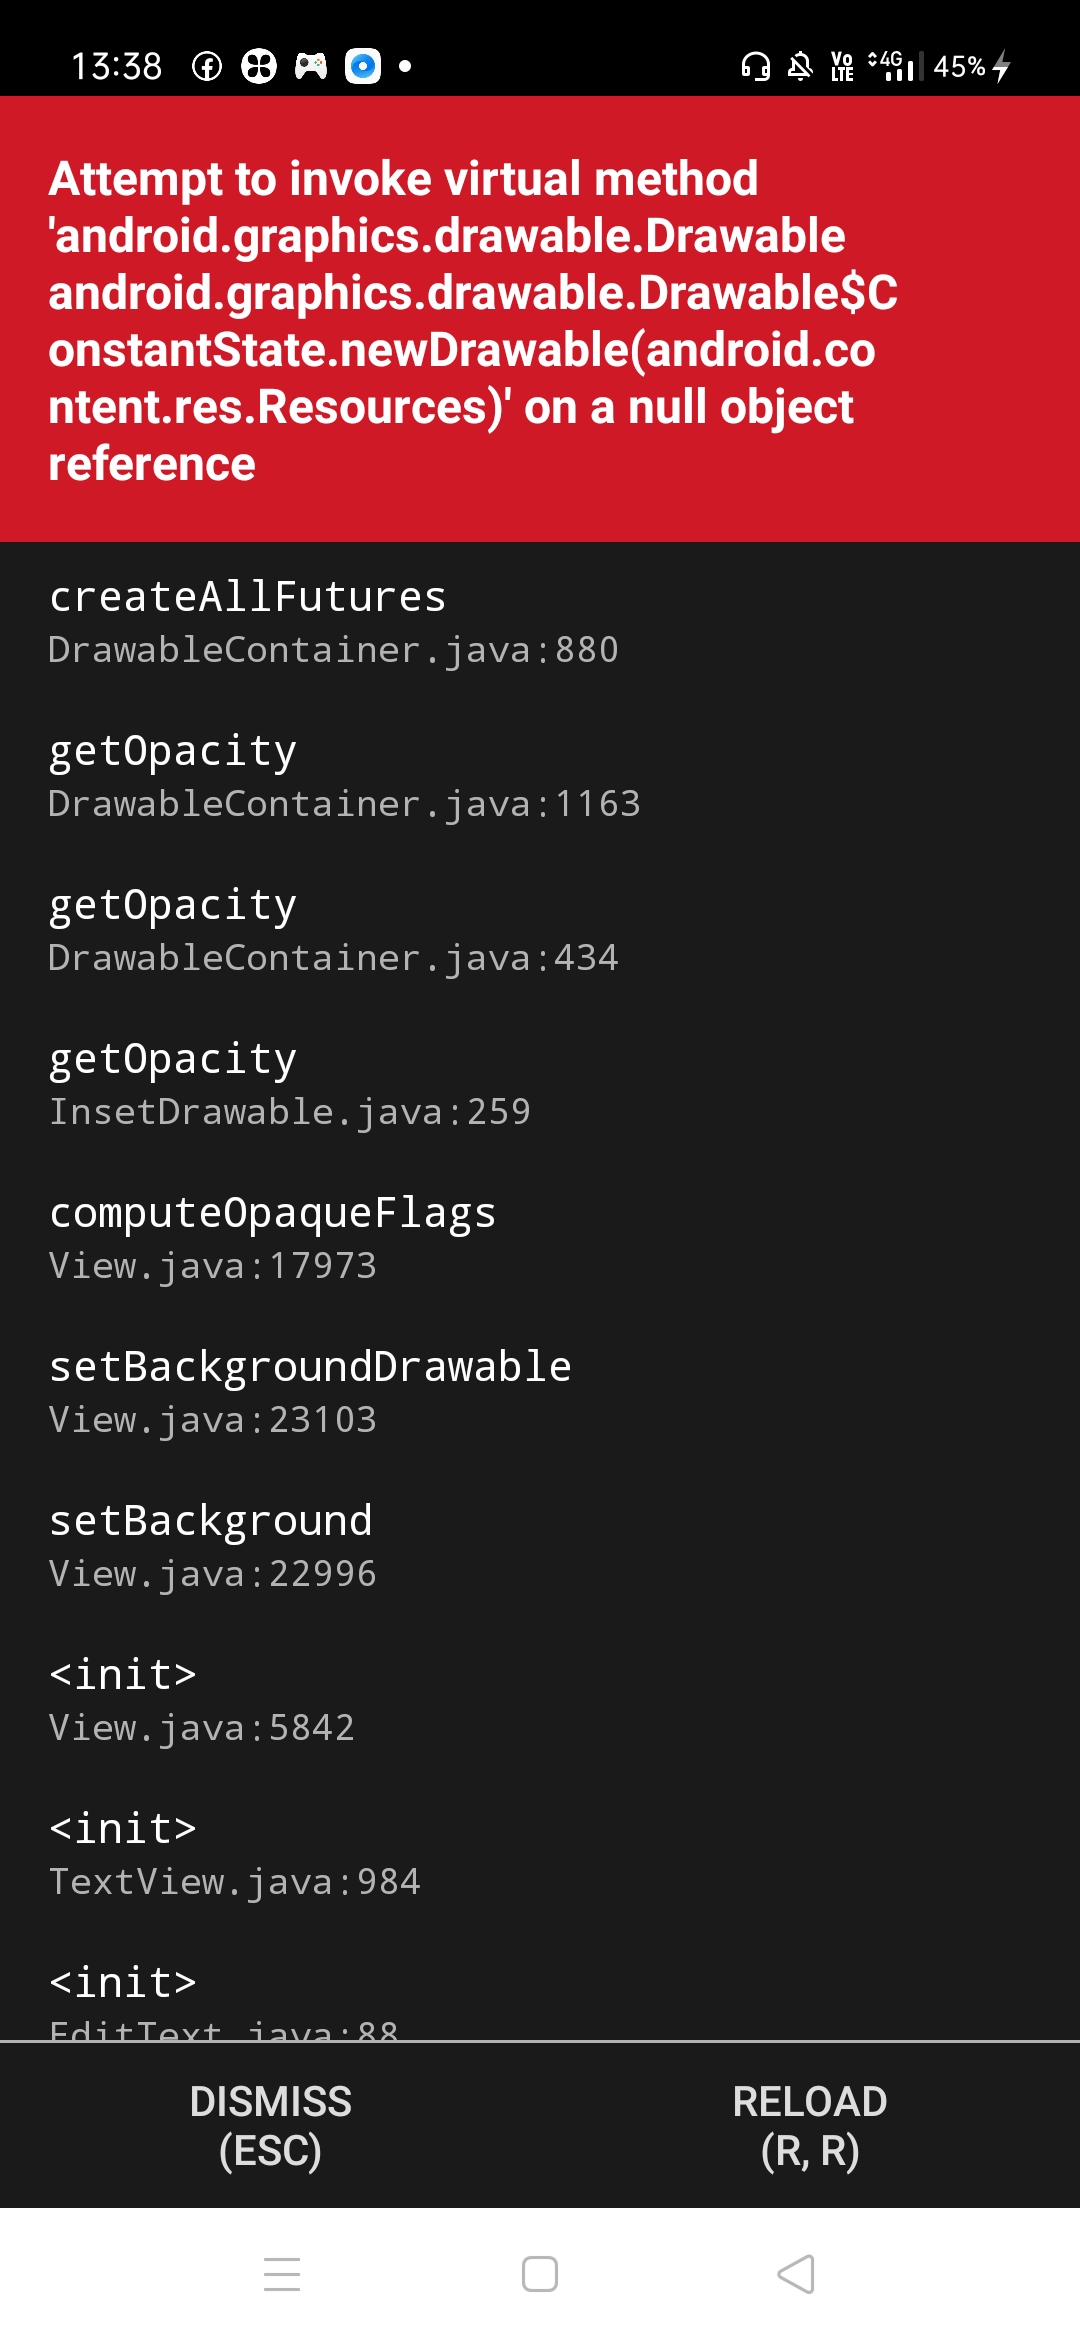 13:38
Vo
LTE
4G
45%
Attempt to invoke virtual method
'android.graphics.drawable.Drawable
android.graphics.drawable.Drawable$C
onstantState.newDrawable(android.co
ntent.res.Resources)' on a null object
reference
createAllFutures
DrawableContainer.java:880
getOpacity
DrawableContainer.java:1163
getOpacity
DrawableContainer.java:434
getOpacity
InsetDrawable.java:259
computeOpaqueFlags
View.java:17973
setBackgroundDrawable
View.java:23103
setBackground
View.java:22996
<init>
View.java:5842
<init>
TextView.java:984
<init>
EditText.java:88
DISMISS
(ESC)
RELOAD
(R, R)